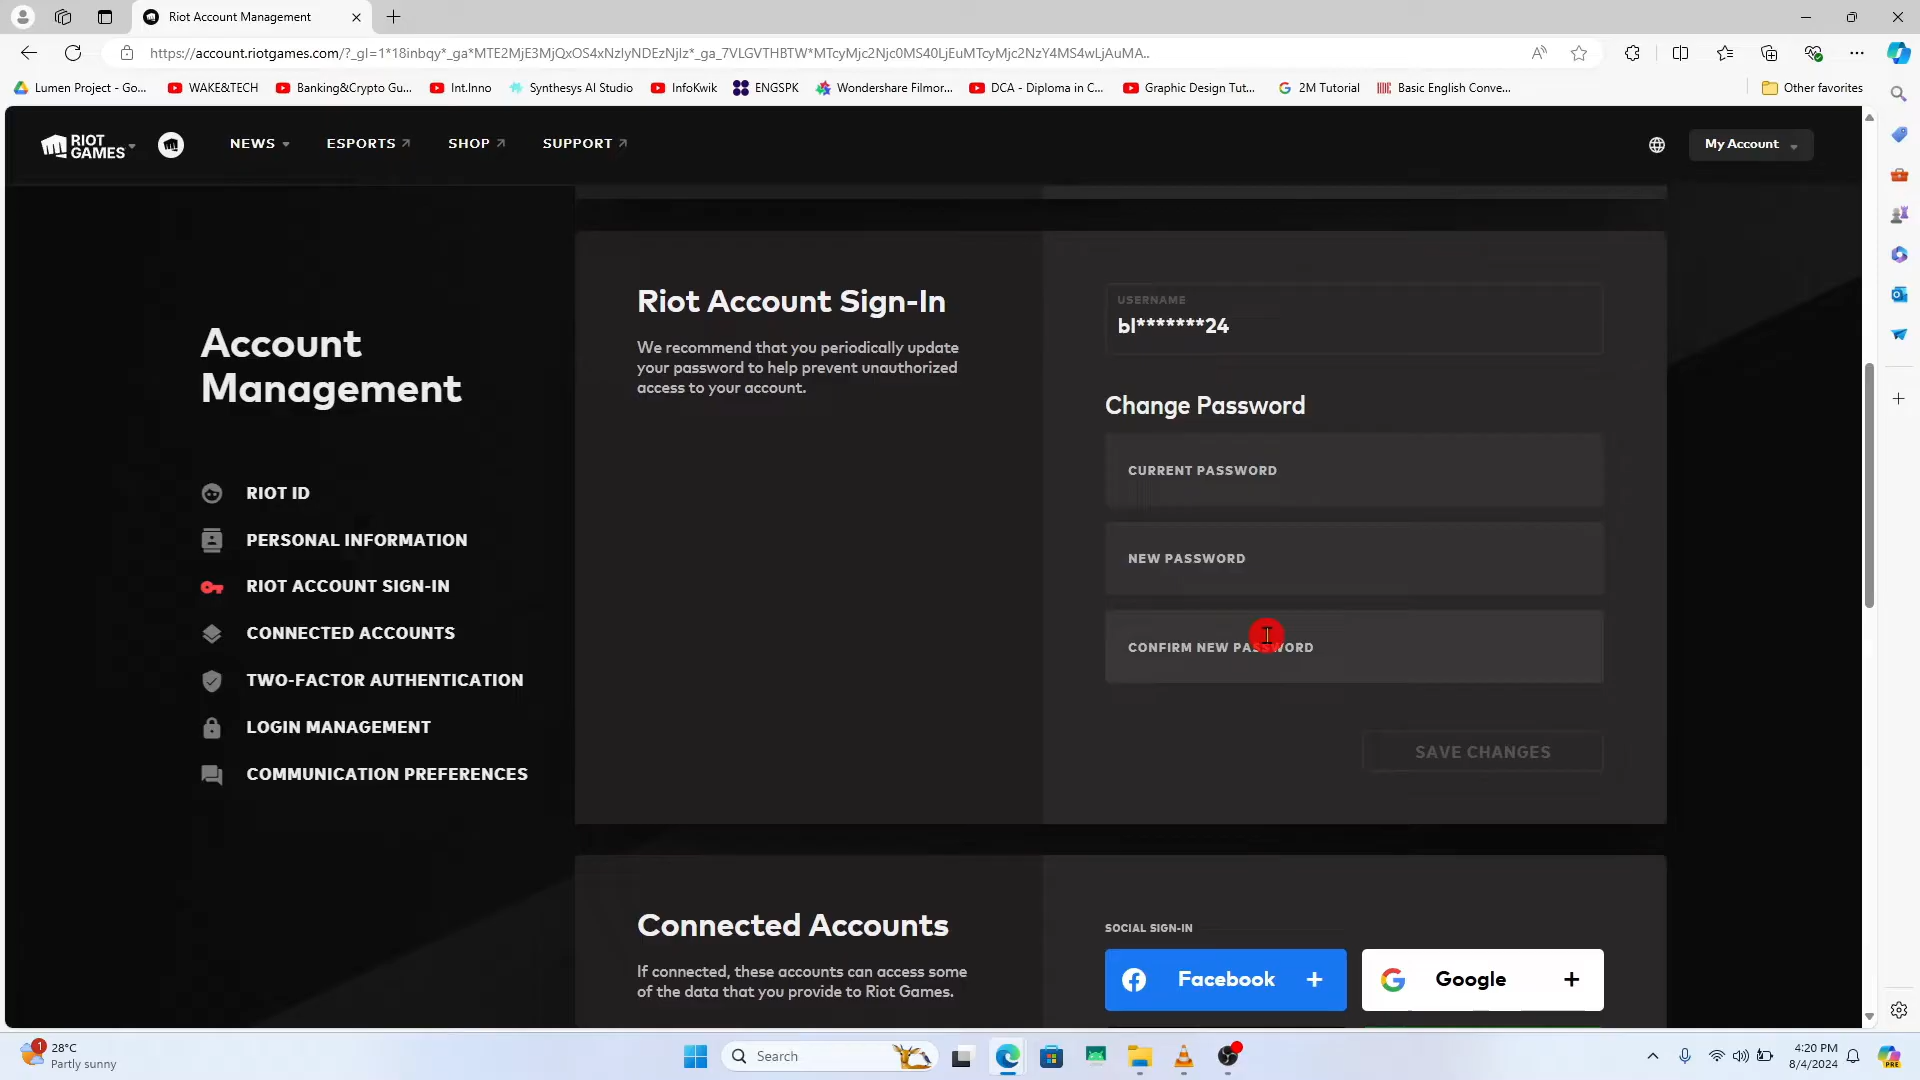 Riot Account Management
https://account.riotgames.com/?_gl=1*18inbqy*_ga*MTE2MjE3MjQxOS4xNzIyNDEzNjIz*_ga_7VLGVTHBTW*MTcyMjc2Njc0MS40LjEuMTcyMjc2NzY4MS4wLjAuMA..
Lumen Project - Go...
WAKE&TECH
Banking&Crypto Gu...
Int.Inno
Synthesys AI Studio
InfoKwik
ENGSPK
Wondershare Filmor...
DCA - Diploma in C...
Graphic Design Tut...
2M Tutorial
Basic English Conve...
Other favorites
RIOT GAMES
NEWS
ESPORTS
SHOP
SUPPORT
My Account
Account
Management
RIOT ID
PERSONAL INFORMATION
RIOT ACCOUNT SIGN-IN
CONNECTED ACCOUNTS
TWO-FACTOR AUTHENTICATION
LOGIN MANAGEMENT
COMMUNICATION PREFERENCES
Riot Account Sign-In
We recommend that you periodically update
your password to help prevent unauthorized
access to your account.
USERNAME
bl*******24
Change Password
CURRENT PASSWORD
NEW PASSWORD
CONFIRM NEW PASSWORD
SAVE CHANGES
Connected Accounts
If connected, these accounts can access some
of the data that you provide to Riot Games.
SOCIAL SIGN-IN
Facebook +
Google +
1
28°C
Partly sunny
Search
4:20 PM
8/4/2024
PRE